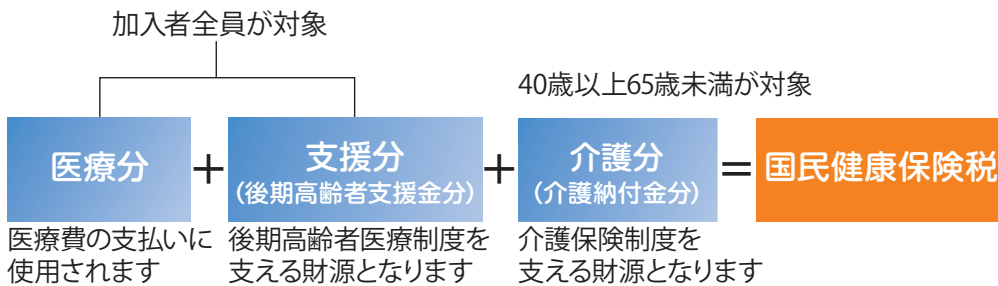 加入者全員が対象
40歳以上65歳未満が対象
医療分
+
支援分
(後期高齢者支援金分)
+
介護分
(介護納付金分)
=
国民健康保険税
医療費の支払いに
使用されます
後期高齢者医療制度を
支える財源となります
介護保険制度を
支える財源となります